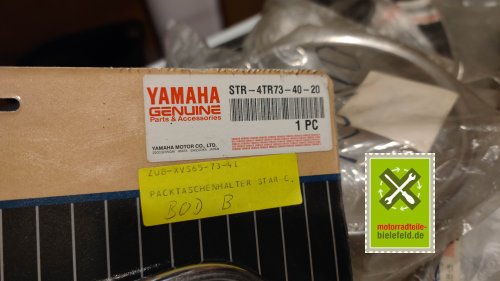 YAMAHA
GENUINE
Parts & Accessories
YAMAHA MOTOR CO., LTD.
STR-4TR73-40-20
1 PC
ZUB-XVS65-73-41
PACKTASCHENHALTER STAR C.
BOD B
motorradteile-
bielefeld.de